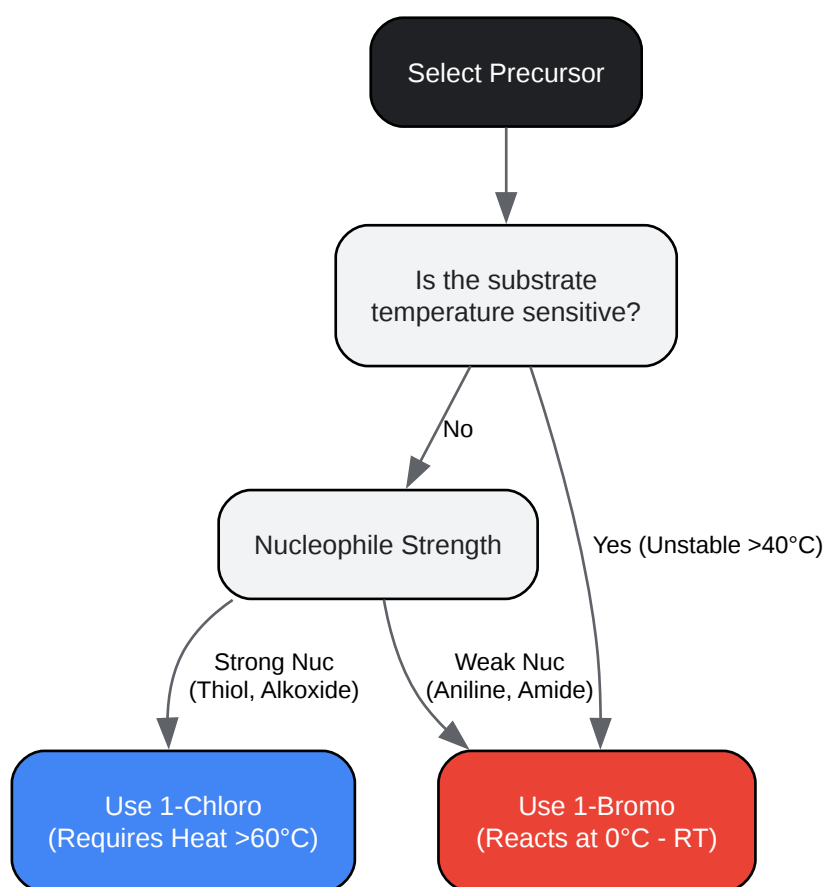 Select Precursor
Is the substrate
temperature sensitive?
No
Nucleophile Strength
Yes (Unstable >40°C)
Strong Nuc
(Thiol, Alkoxide)
Weak Nuc
(Aniline, Amide)
Use 1-Chloro
(Requires Heat >60°C)
Use 1-Bromo
(Reacts at 0°C - RT)